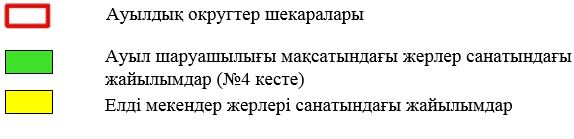 Ауылдық округтер шекаралары
Ауыл шаруашылығы мақсатындағы жерлер санатындағы
жайылымдар (№4 кесте)
Елді мекендер жерлері санатындағы жайылымдар